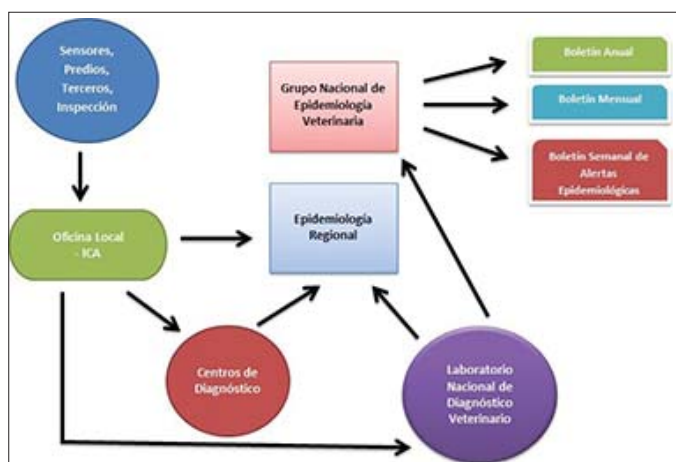 Sensores,
Predios,
Terceros,
Inspección
Grupo Nacional de
Epidemiología
Veterinaria
Boletín Anual
Boletín Mensual
Boletín Semanal de
Alertas
Epidemiológicas
Oficina Local
- ICA
Epidemiología
Regional
Centros de
Diagnóstico
Laboratorio
Nacional de
Diagnóstico
Veterinario